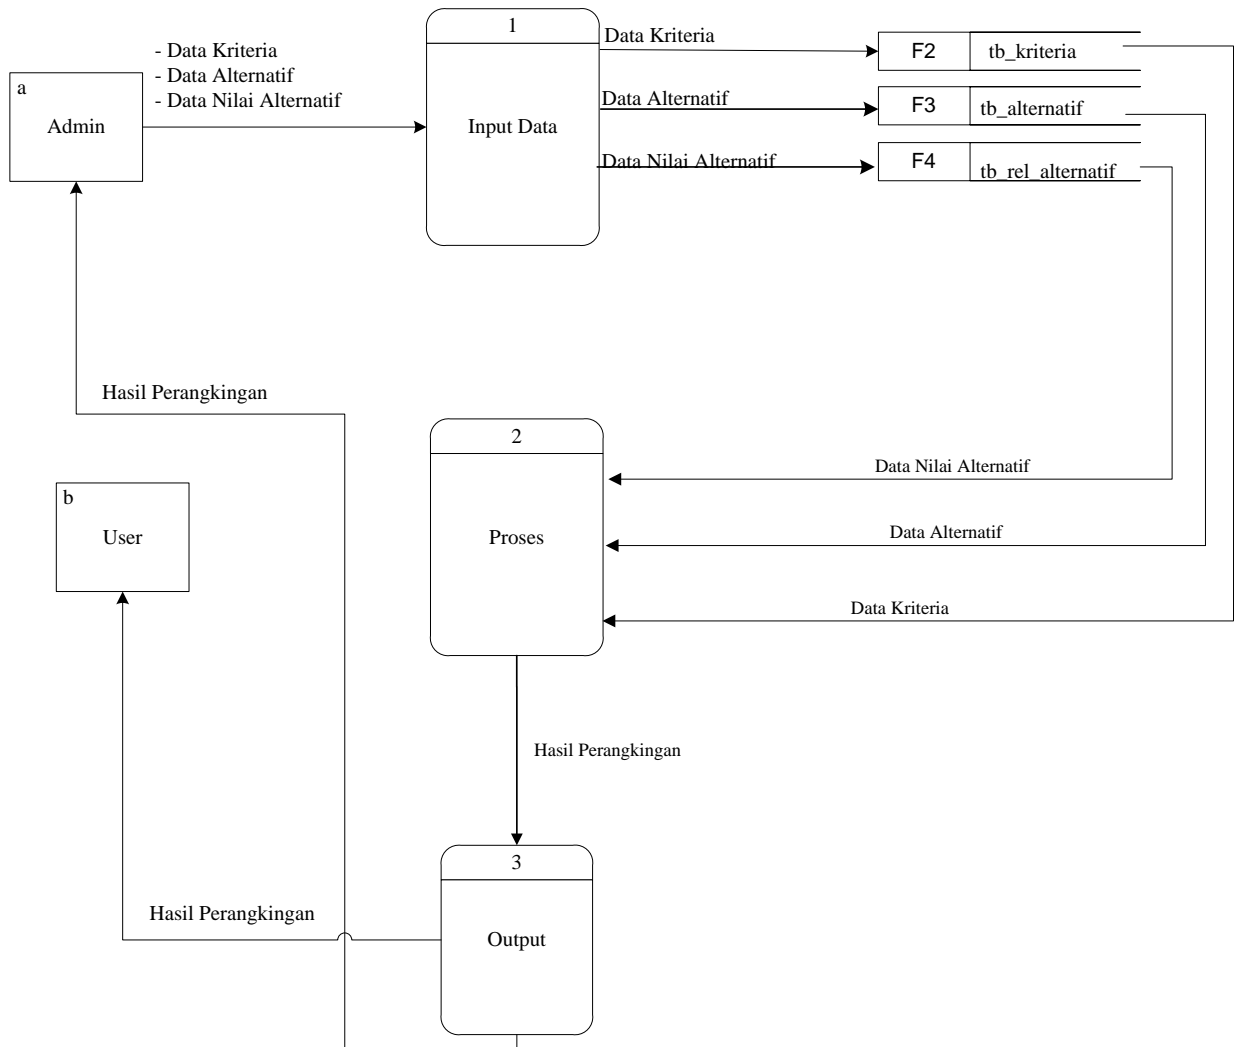 1
Data Kriteria
F2
tb_kriteria
- Data Kriteria
- Data Alternatif
- Data Nilai Alternatif
a
Admin
Input Data
Data Alternatif
F3
tb_alternatif
Data Nilai Alternatif
F4
tb_rel_alternatif
Hasil Perangkingan
2
Proses
Data Nilai Alternatif
Data Alternatif
Data Kriteria
b
User
Hasil Perangkingan
3
Output
Hasil Perangkingan